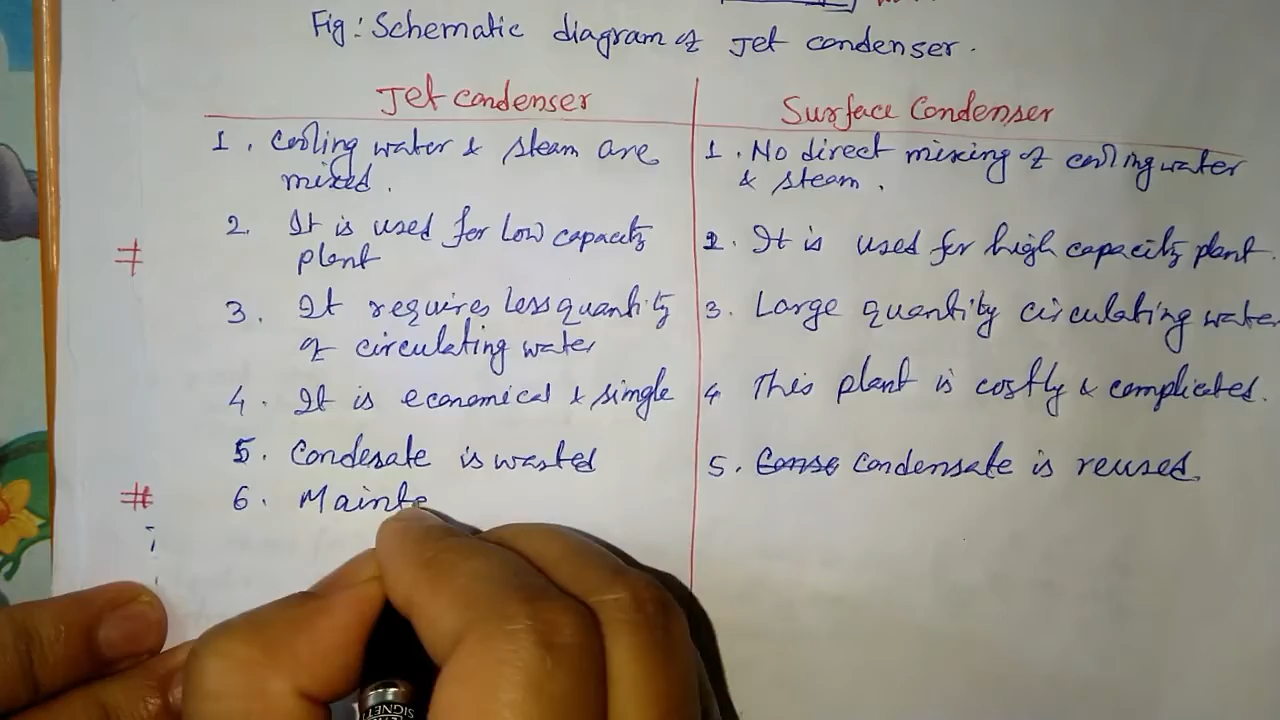 Fig: Schematic diagram of Jet condenser.
Jet condenser
Surface Condenser
1. Cooling water & steam are
mixed.
1. No direct mixing of cooling water
& steam.
2. It is used for low capacity
plant
2. It is used for high capacity plant.
3. It requires less quantity
of circulating water
3. Large quantity circulating water
4. It is economical & simple
4 This plant is costly & complicated.
5. Condesate is wasted
5. Condensate is reused.
6. Mainte